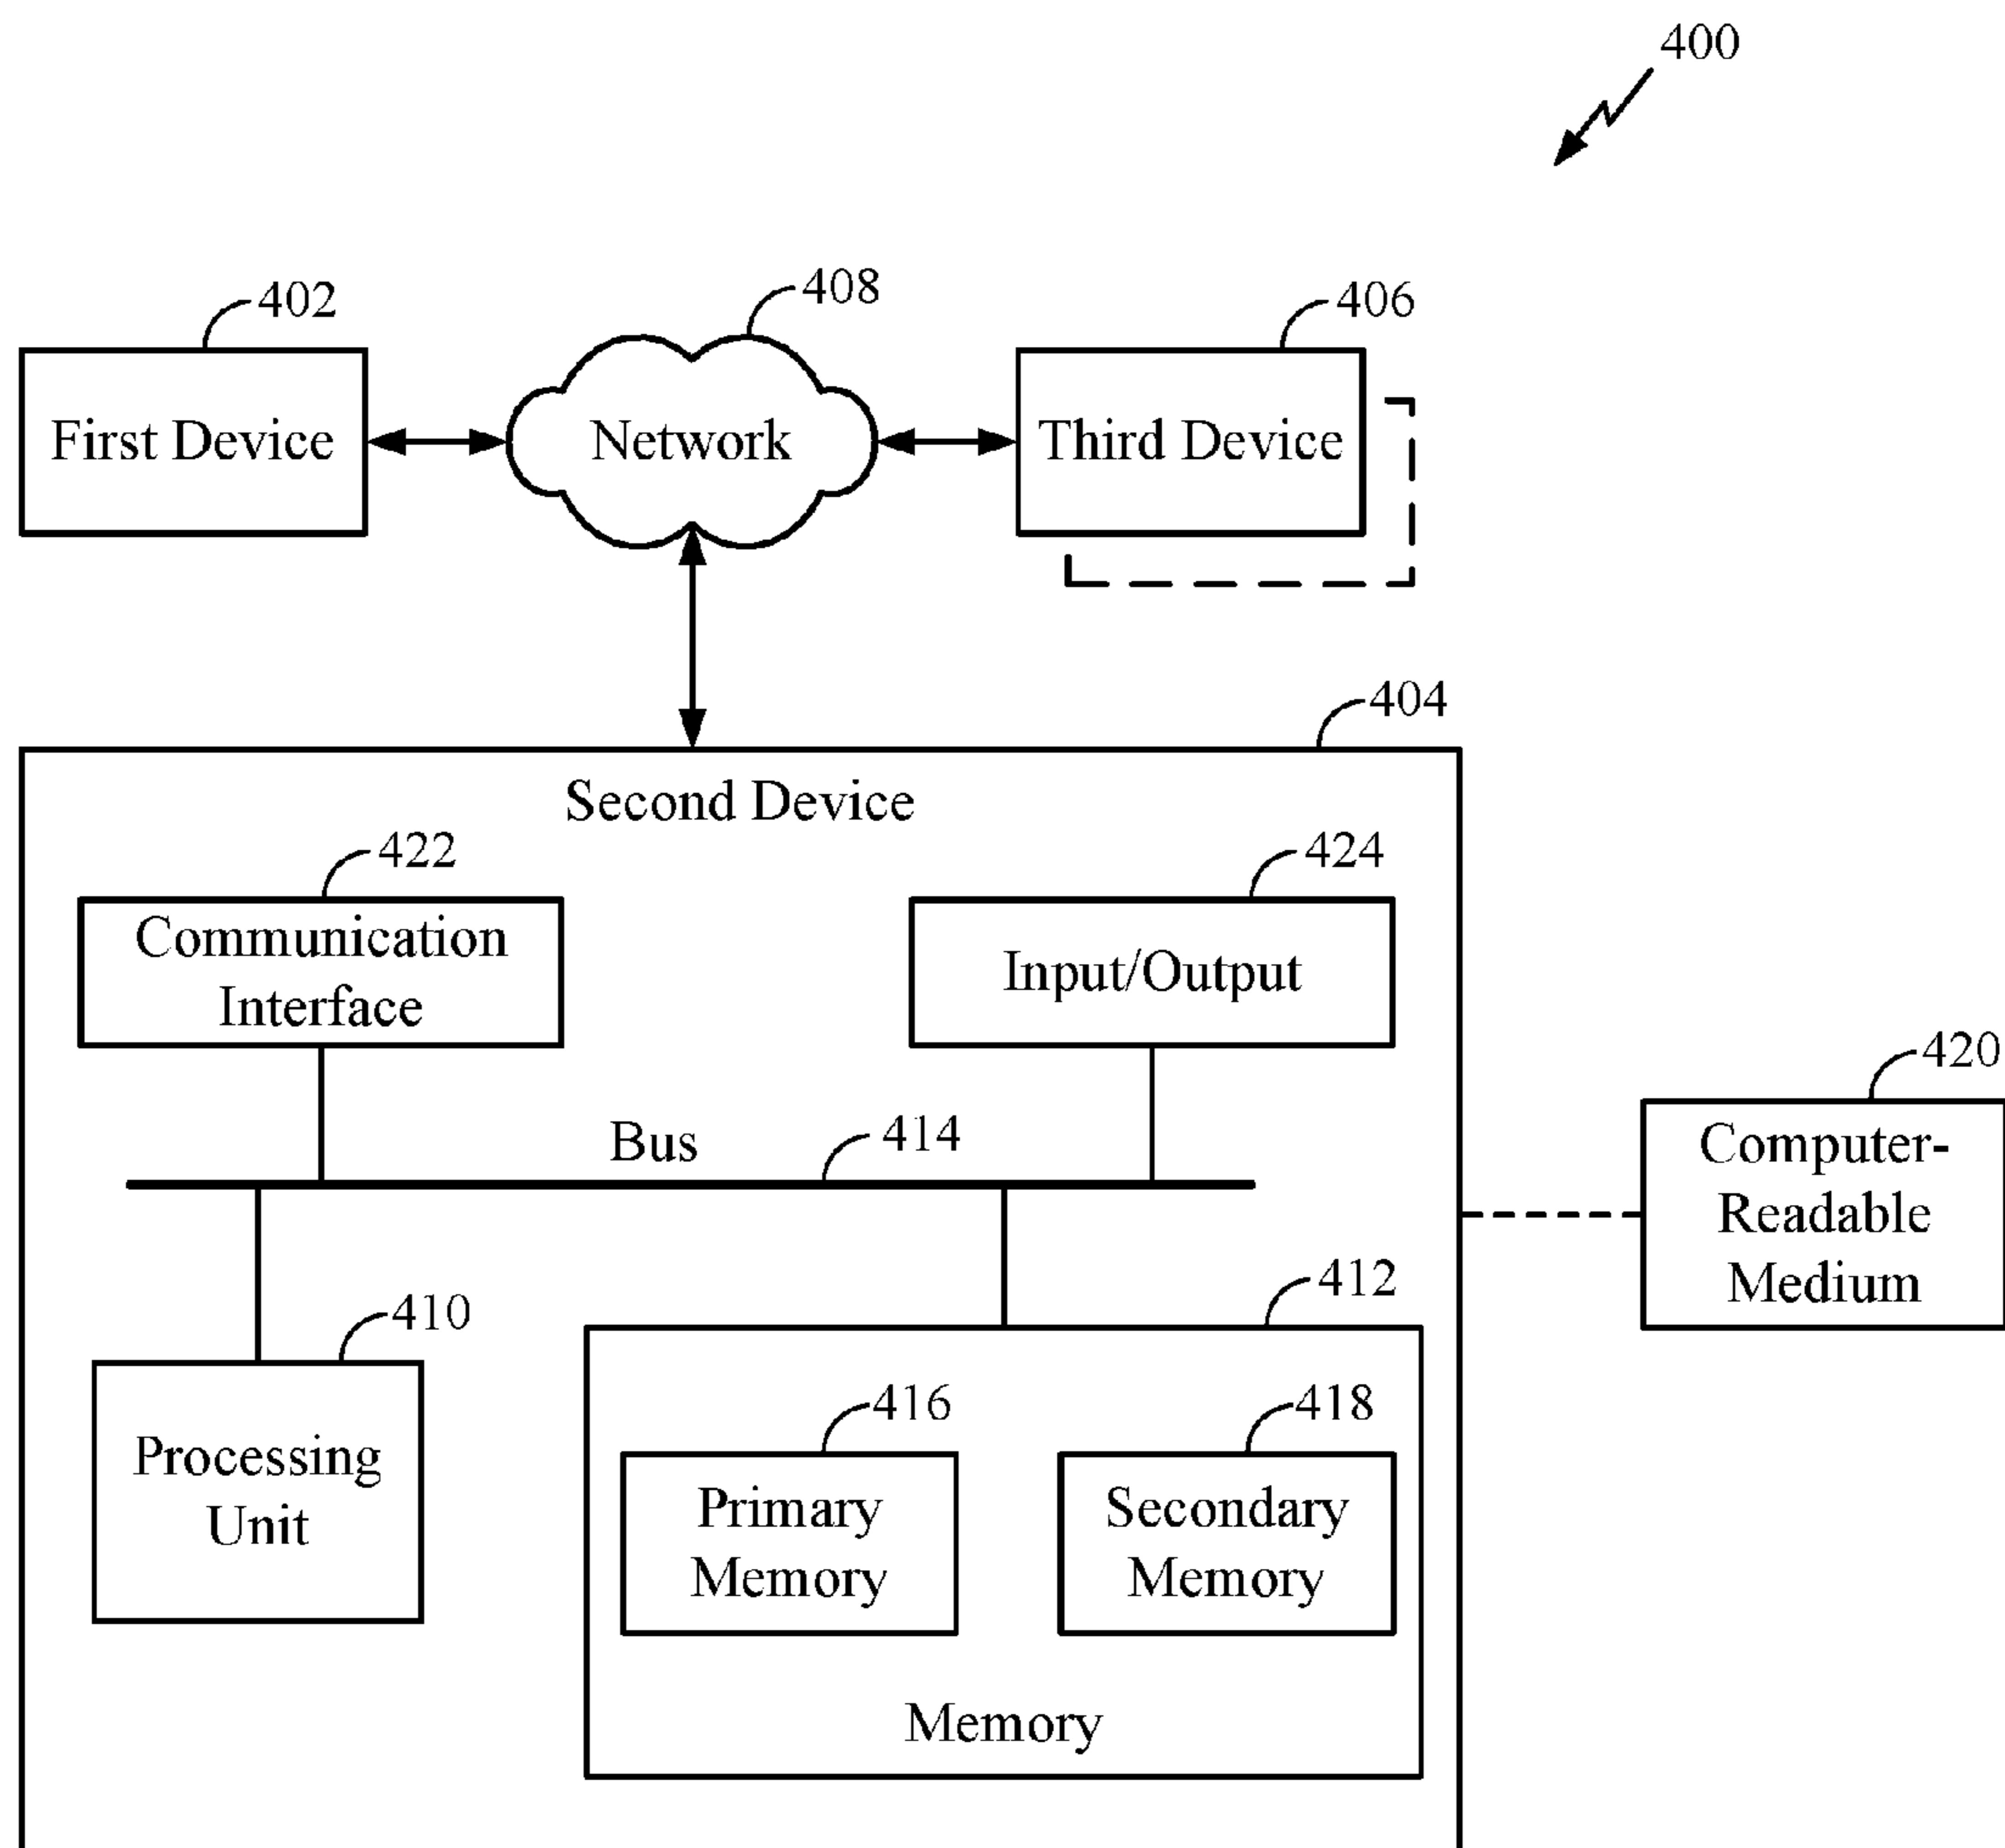 400
402
408
406
First Device
Network
Third Device
404
Second Device
422
424
Communication
Interface
Input/Output
420
Bus
414
Computer-
Readable
Medium
412
410
416
418
Processing
Unit
Primary
Memory
Secondary
Memory
Memory